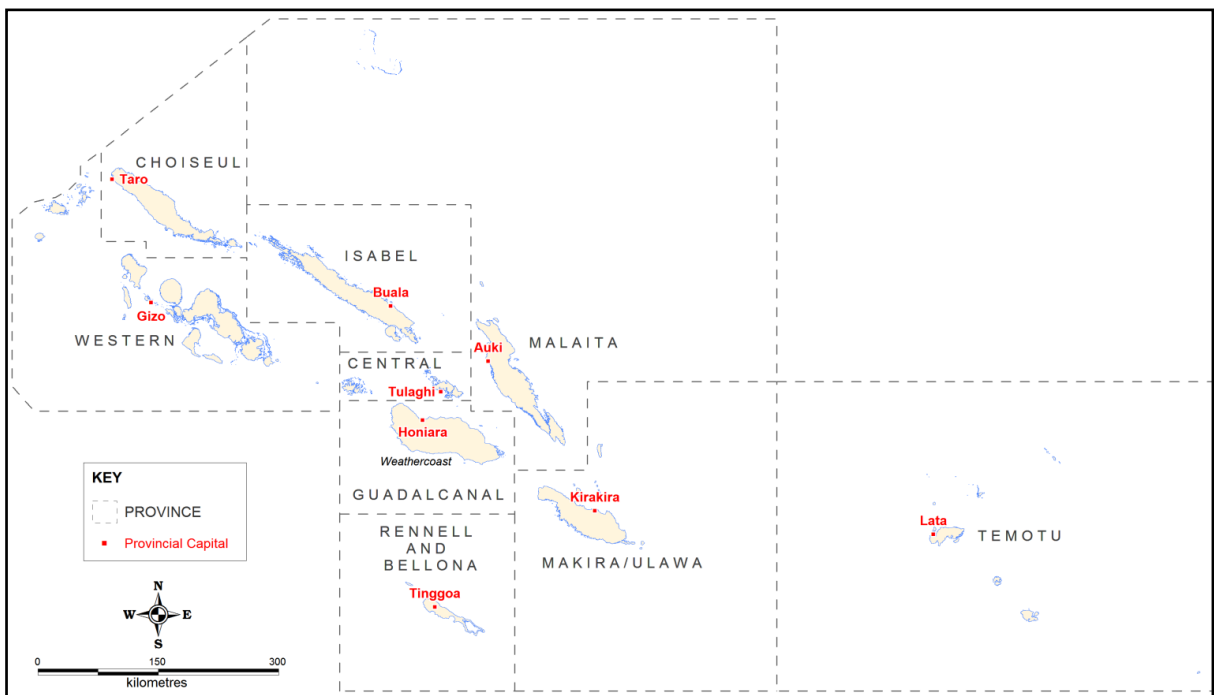 CHOISEUL
Taro
ISABEL
Buala
Gizo
WESTERN
MALAITA
Auki
CENTRAL
Tulaghi
Honiara
Weathercoast
GUADALCANAL
Kirakira
MAKIRA/ULAWA
Lata
TEMOTU
RENNELL
AND
BELLONA
Tinggoa
KEY
PROVINCE
Provincial Capital
N
W E
S
0 150 300
kilometres